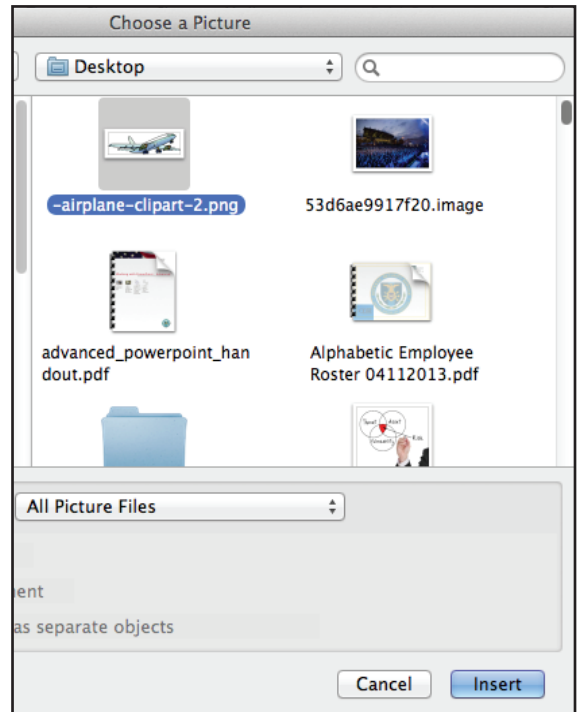 Choose a Picture
Desktop
-airplane-clipart-2.png
53d6ae9917f20.image
advanced_powerpoint_han
dout.pdf
Alphabetic Employee
Roster 04112013.pdf
All Picture Files
ent
as separate objects
Cancel
Insert